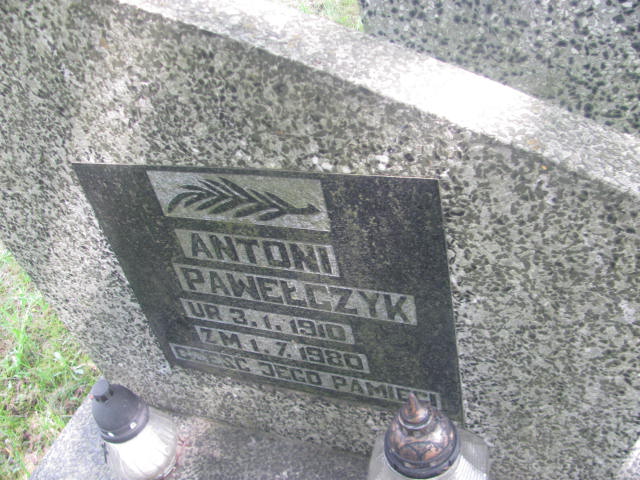 ANTONI
PAWEŁCZYK
UR 3.1.1910
ZM 1.7.1980
CZEŚĆ JEGO PAMIĘCI